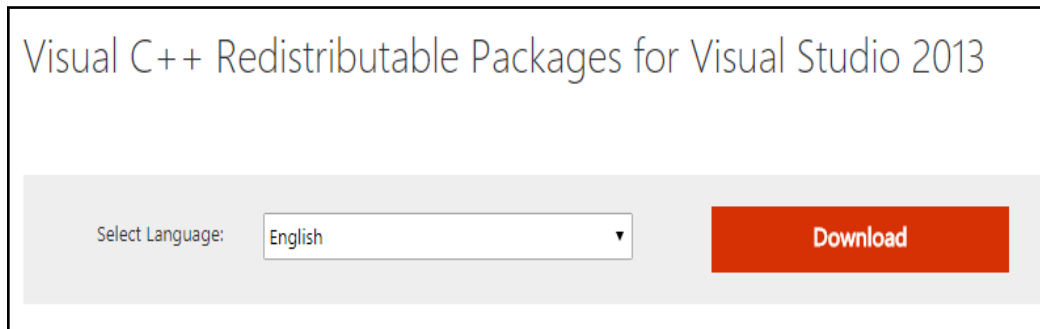 Visual C++ Redistributable Packages for Visual Studio 2013
Select Language: English Download